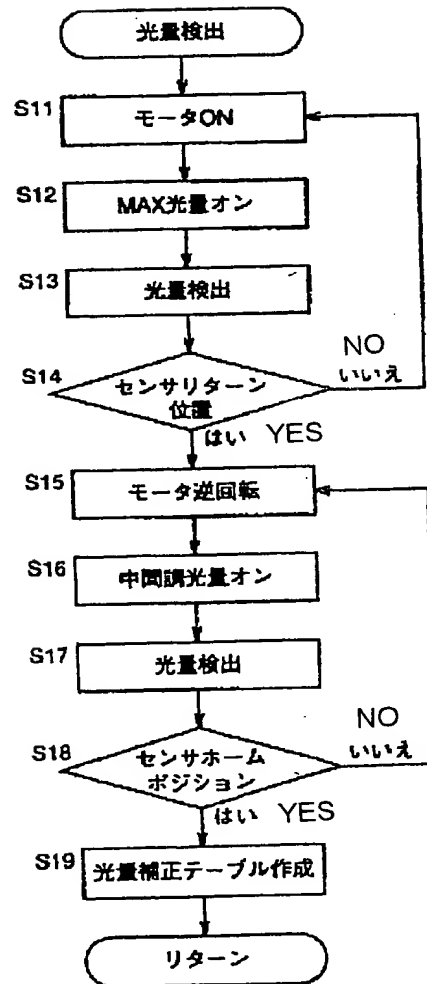 光量検出
S11
モータON
S12
MAX光量オン
S13
光量検出
S14
センサリターン
位置
NO
いいえ
はい YES
S15
モータ逆回転
S16
中間調光量オン
S17
光量検出
S18
センサホーム
ポジション
NO
いいえ
はい YES
S19
光量補正テーブル作成
リターン